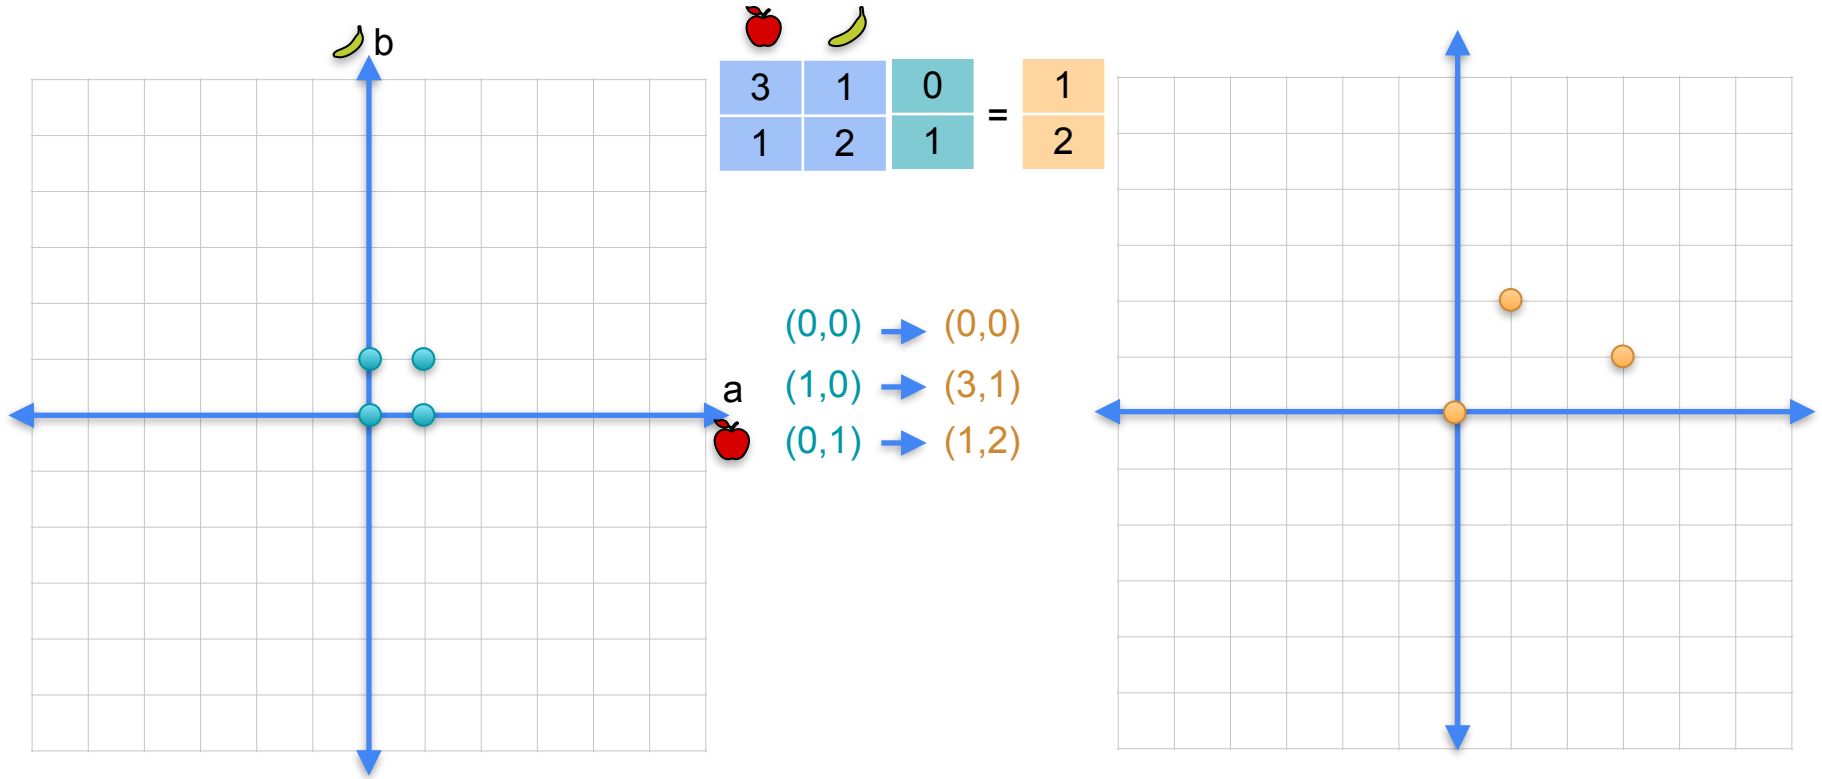 b
3 1 0 = 1
1 2 1 2
(0,0) (0,0)
a
(1,0) (3,1)
(0,1) (1,2)